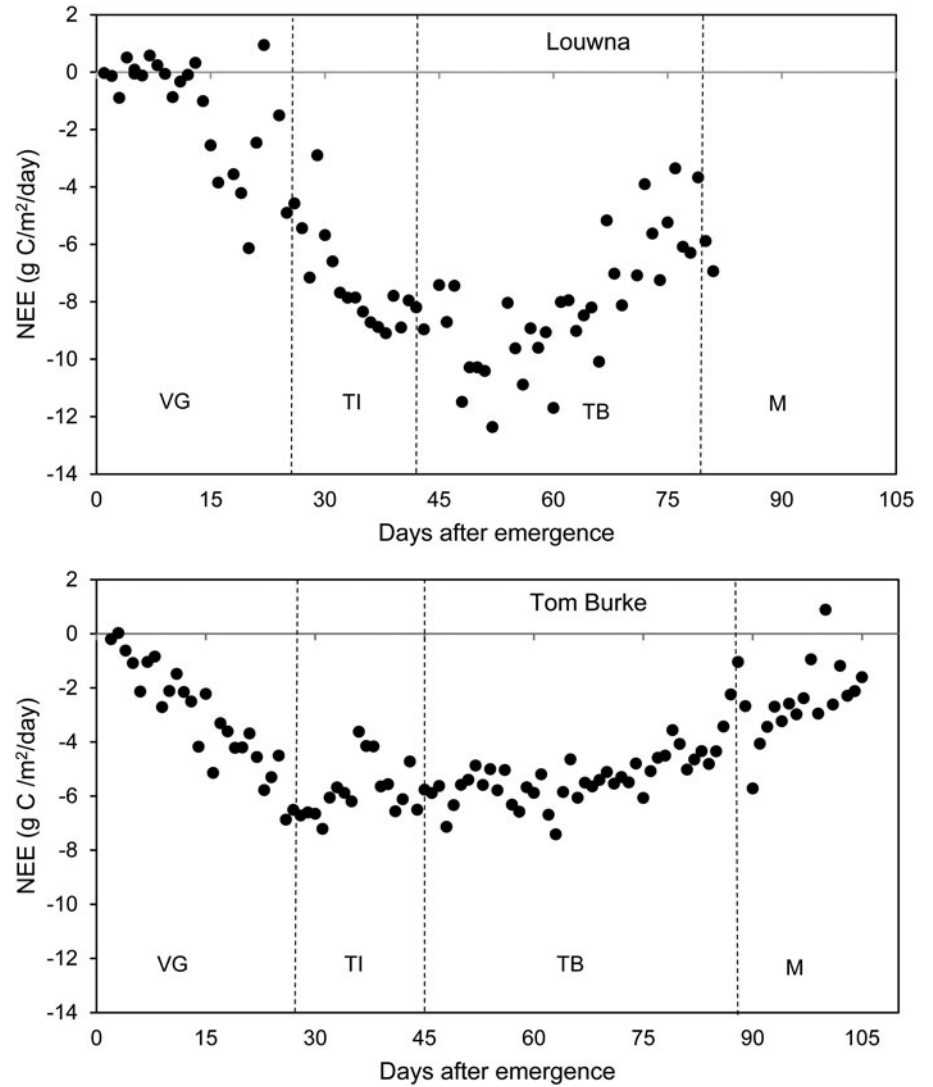 2
Louwna
0
-2
-4
-6
-8
-10
-12
-14
NEE (g C/m²/day)
VG TI TB M
0 15 30 45 60 75 90 105
Days after emergence
2
Tom Burke
0
-2
-4
-6
-8
-10
-12
-14
NEE (g C /m²/day)
VG TI TB M
0 15 30 45 60 75 90 105
Days after emergence